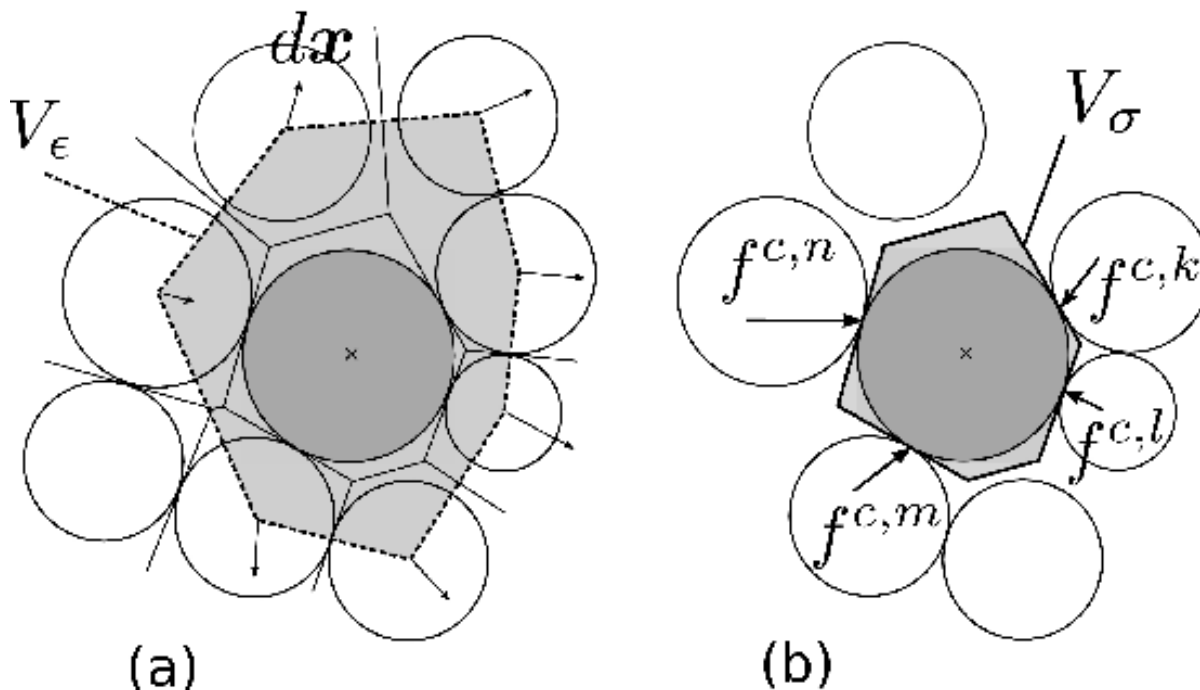 dx
V_ϵ
(a)
V_σ
f^{c,n}
f^{c,k}
f^{c,l}
f^{c,m}
(b)